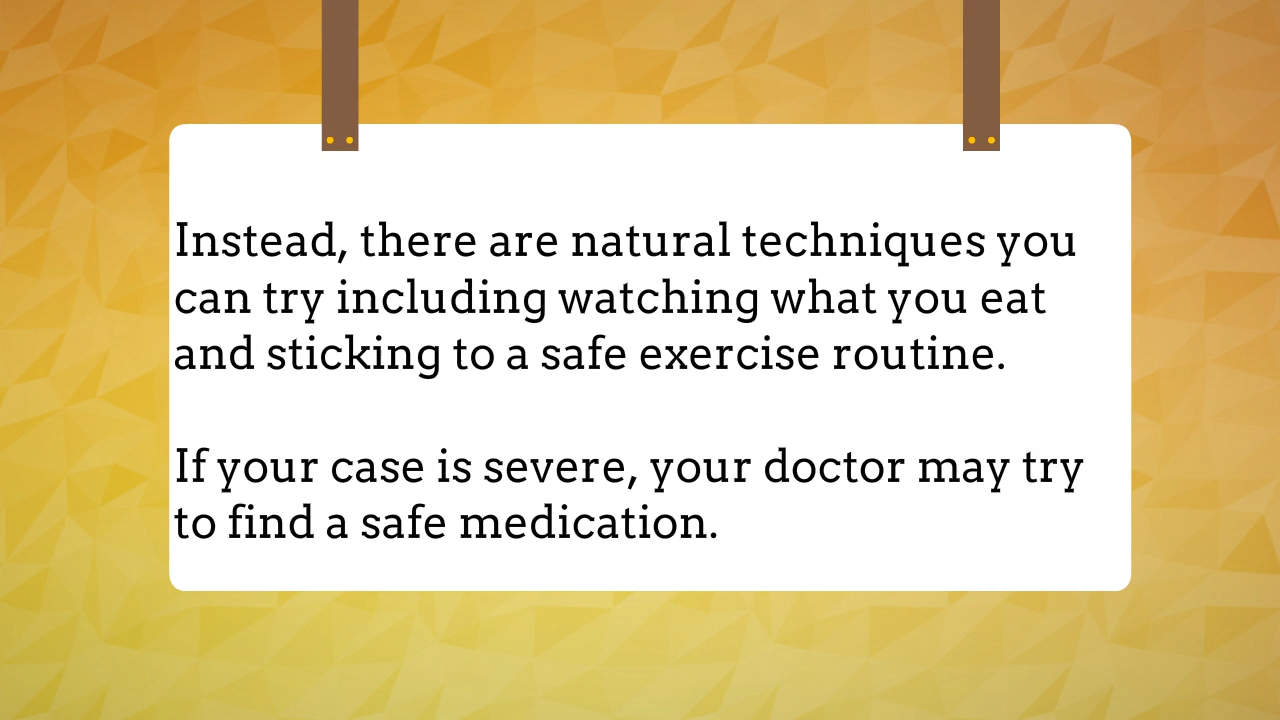 Instead, there are natural techniques you
can try including watching what you eat
and sticking to a safe exercise routine.
If your case is severe, your doctor may try
to find a safe medication.